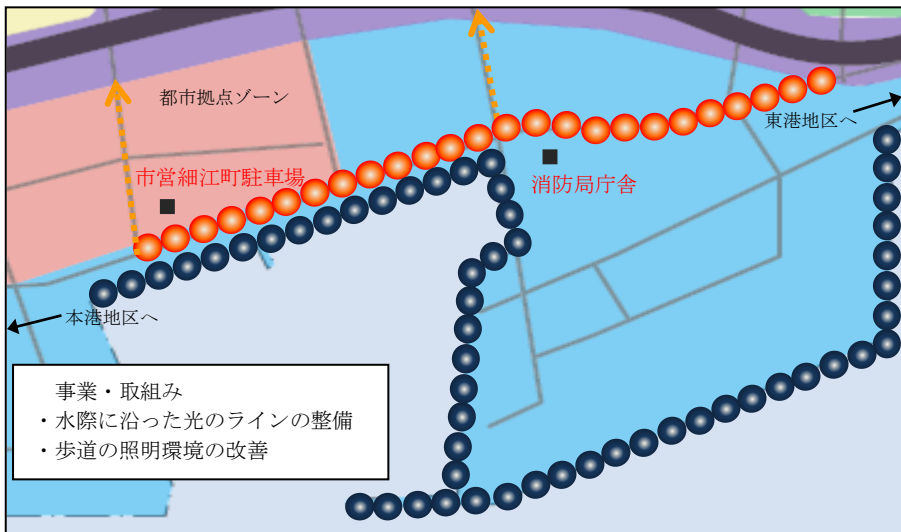 都市拠点ゾーン
東港地区へ
市営細江町駐車場
消防局庁舎
本港地区へ
事業・取組み
・水際に沿った光のラインの整備
・歩道の照明環境の改善